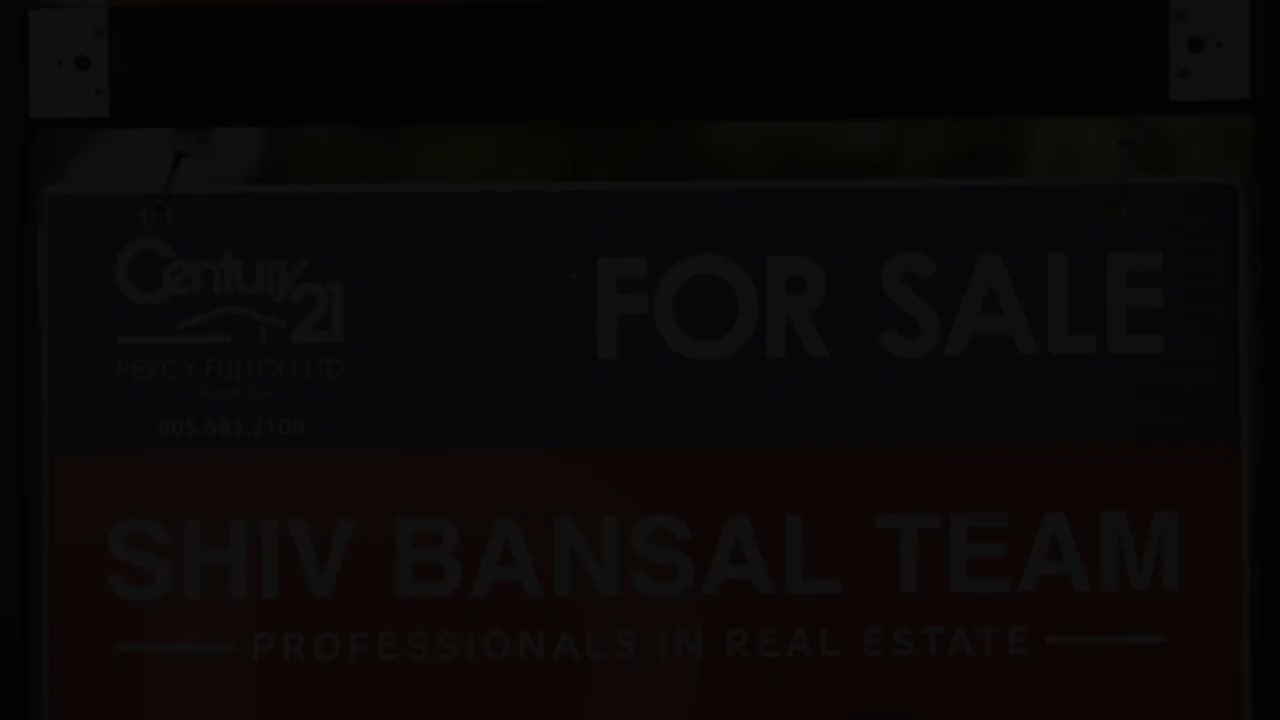 Century 21
FOR SALE
PERCY FULTON LTD
905.683.2100
SHIV BANSAL TEAM
PROFESSIONALS IN REAL ESTATE